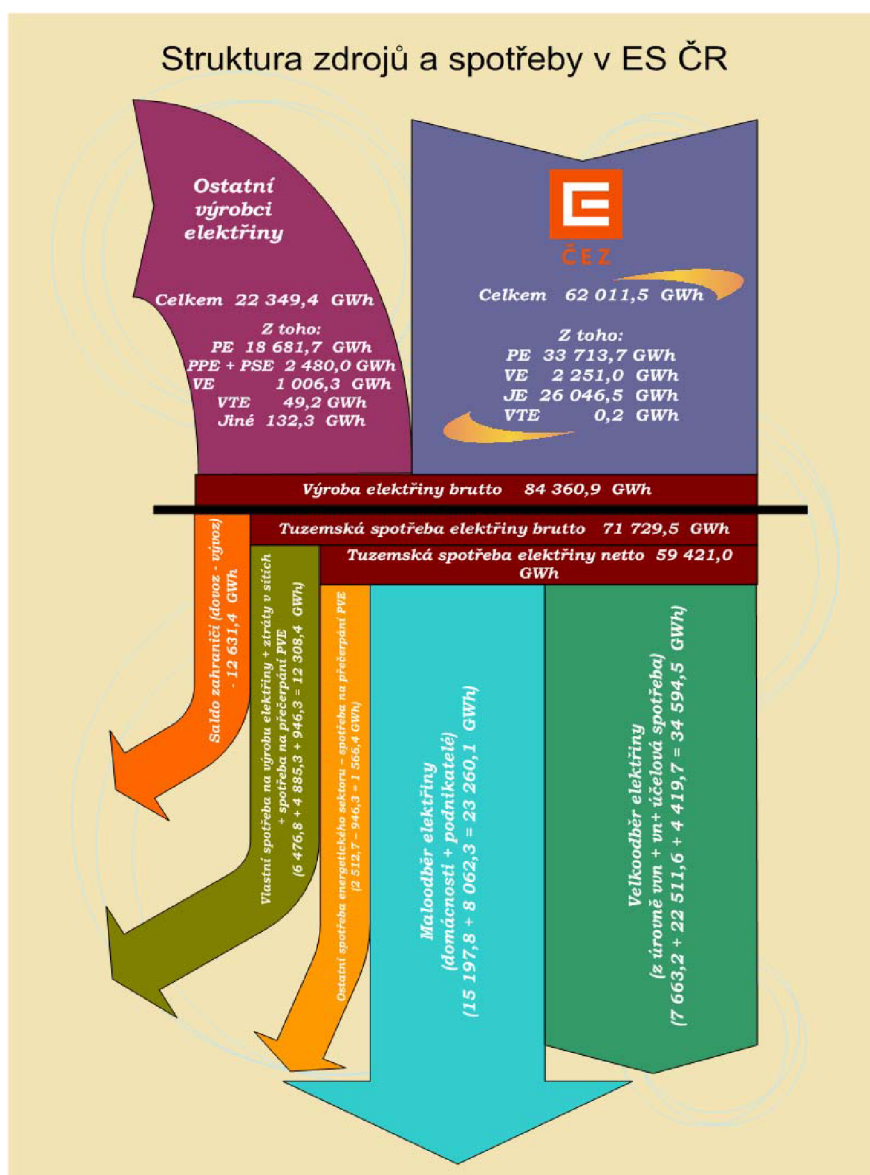 Struktura zdrojů a spotřeby v ES ČR
Ostatní
výrobci
elektřiny
Celkem 22 349,4 GWh
Z toho:
PE 18 681,7 GWh
PPE + PSE 2 480,0 GWh
VE 1 006,3 GWh
VTE 49,2 GWh
Jiné 132,3 GWh
ČEZ
Celkem 62 011,5 GWh
Z toho:
PE 33 713,7 GWh
VE 2 251,0 GWh
JE 26 046,5 GWh
VTE 0,2 GWh
Výroba elektřiny brutto 84 360,9 GWh
Tuzemská spotřeba elektřiny brutto 71 729,5 GWh
Tuzemská spotřeba elektřiny netto 59 421,0
GWh
Saldo zahraničí (dovoz - vývoz)
- 12 631,4 GWh
Vlastní spotřeba na výrobu elektřiny + ztráty v sítích
+ spotřeba na přečerpání PVE
(6 476,8 + 4 885,3 + 946,3 = 12 308,4 GWh)
Ostatní spotřeba energetického sektoru – spotřeba na přečerpání PVE
(2 512,7 – 946,3 = 1 566,4 GWh)
Maloodběr elektřiny
(domácnosti + podnikatelé)
(15 197,8 + 8 062,3 = 23 260,1 GWh)
Velkoodběr elektřiny
(z úrovně vvn + vn+ účelová spotřeba)
(7 663,2 + 22 511,6 + 4 419,7 = 34 594,5 GWh)